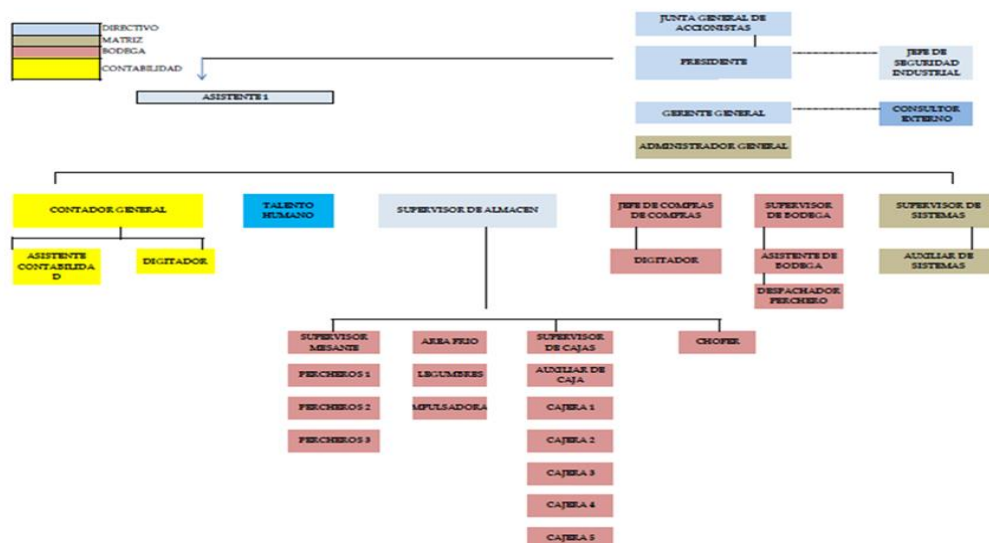 DIRECTIVO
MATRIZ
BODEGA
CONTABILIDAD
JUNTA GENERAL DE
ACCIONISTAS
PRESIDENTE
JEFE DE
SEGURIDAD
INDUSTRIAL
ASISTENTE 1
GERENTE GENERAL
CONSULTOR
EXTERNO
ADMINISTRADOR GENERAL
CONTADOR GENERAL
TALENTO
HUMANO
SUPERVISOR DE ALMACEN
JEFE DE COMPRAS
DE COMPRAS
SUPERVISOR
DE BODEGA
SUPERVISOR DE
SISTEMAS
ASISTENTE
CONTABILIDA
D
DIGITADOR
DIGITADOR
ASISTENTE DE
BODEGA
AUXILIAR DE
SISTEMAS
DESPACHADOR
PERCHERO
SUPERVISOR
MESANTE
AREA FRIO
SUPERVISOR
DE CAJAS
CHOFER
PERCHEROS 1
LEGUMBRES
AUXILIAR DE
CAJA
PERCHEROS 2
MPULSADORA
CAJERA 1
PERCHEROS 3
CAJERA 2
CAJERA 3
CAJERA 4
CAJERA 5